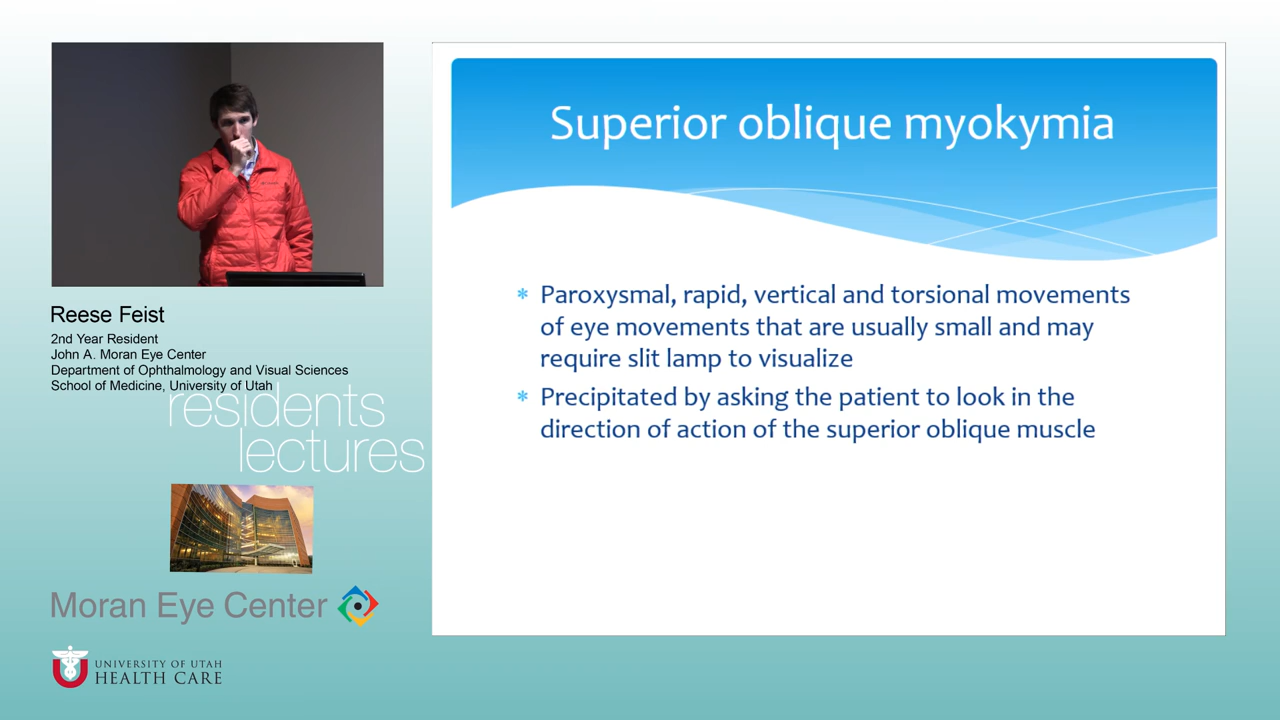 Superior oblique myokymia
* Paroxysmal, rapid, vertical and torsional movements
of eye movements that are usually small and may
require slit lamp to visualize
* Precipitated by asking the patient to look in the
direction of action of the superior oblique muscle
Reese Feist
2nd Year Resident
John A. Moran Eye Center
Department of Ophthalmology and Visual Sciences
School of Medicine, University of Utah
residents
lectures
Moran Eye Center
UNIVERSITY OF UTAH
HEALTH CARE